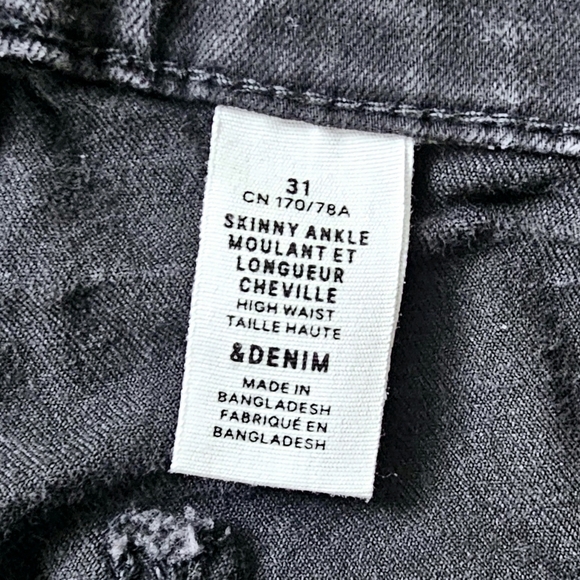 31
CN 170/78A
SKINNY ANKLE
MOULANT ET
LONGUEUR
CHEVILLE
HIGH WAIST
TAILLE HAUTE
&DENIM
MADE IN
BANGLADESH
FABRIQUÉ EN
BANGLADESH